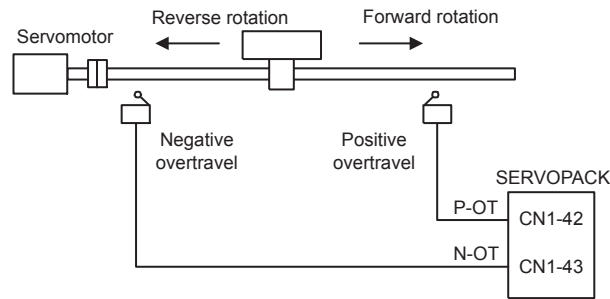 Reverse rotation
Forward rotation
Servomotor
Negative
overtravel
Positive
overtravel
SERVOPACK
P-OT
CN1-42
N-OT
CN1-43